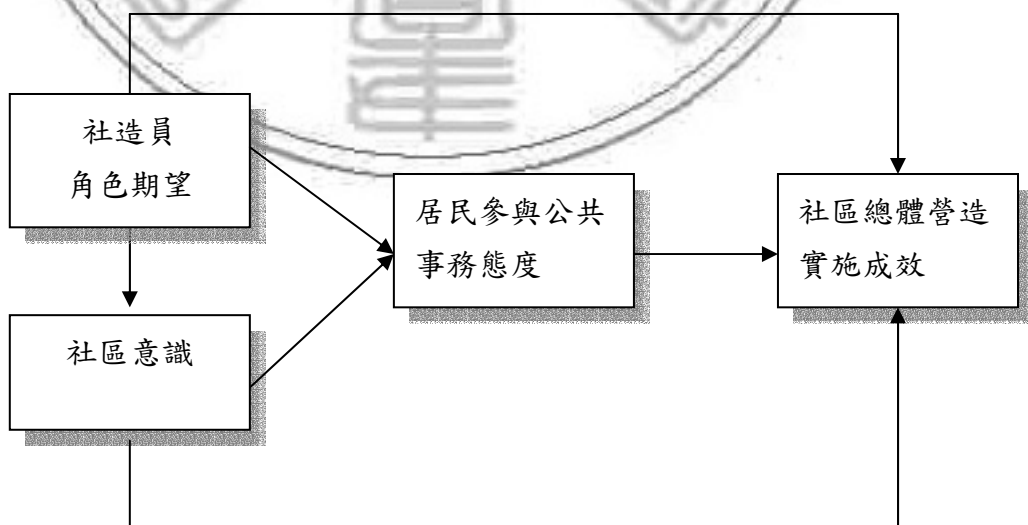 社造員
角色期望
居民參與公共
事務態度
社區總體營造
實施成效
社區意識